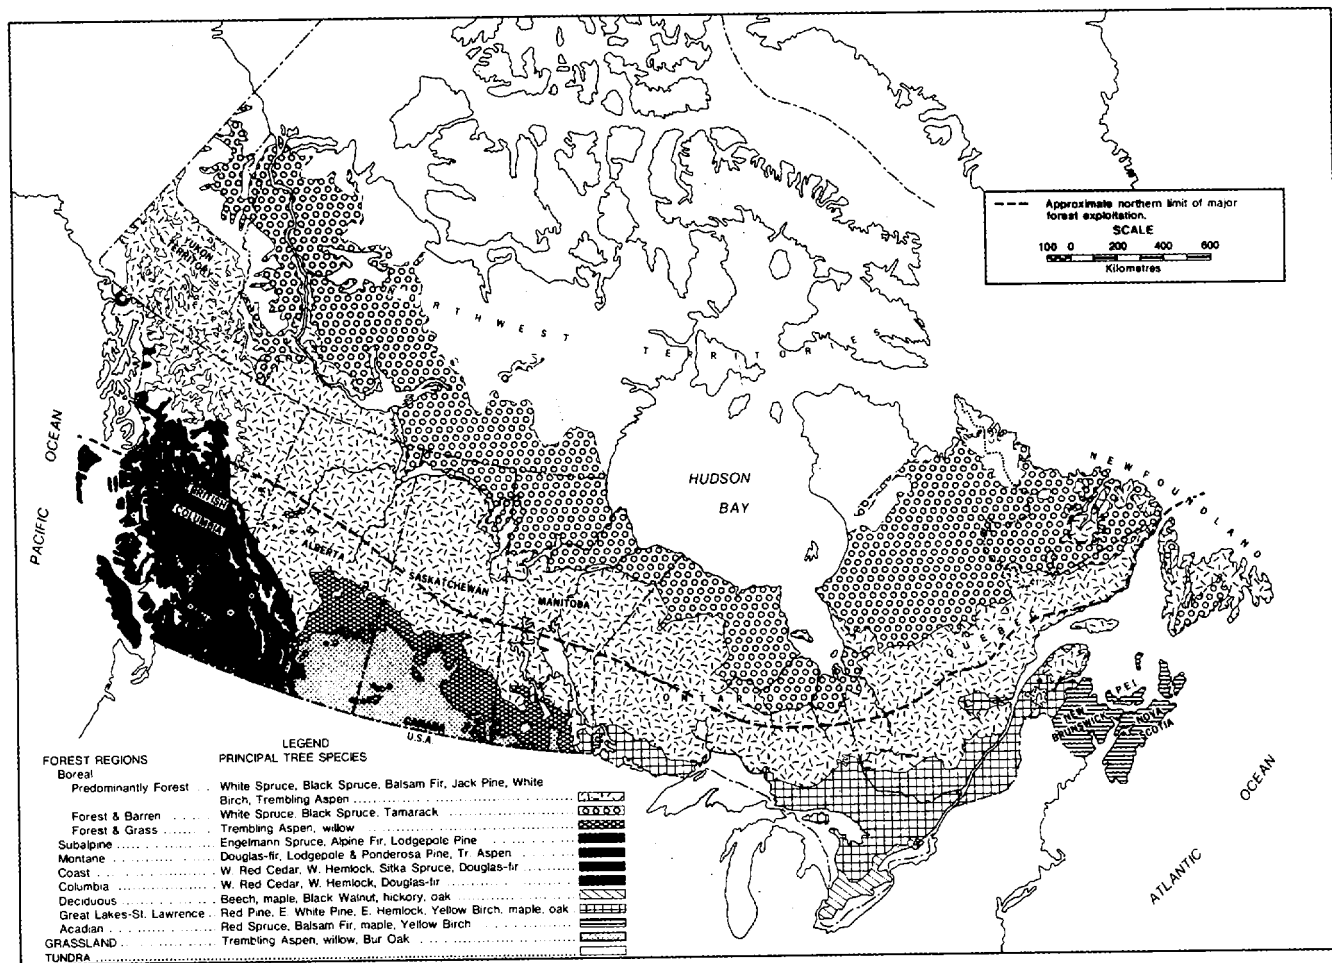 Approximate northern limit of major
forest exploitation.
SCALE
100 0 200 400 600
Kilometres
YUKON
TERRITORY
RTHWEST TERRITORIES
PACIFIC OCEAN
HUDSON
BAY
NEWFOUNDLAND
BRITISH
COLUMBIA
ALBERTA
SASKATCHEWAN
MANITOBA
ONTARI
QUEB
P.E.I.
NEW
BRUNSWICK
NOVA
SCOTIA
CANADA
U.S.A.
ATLANTIC OCEAN
LEGEND
FOREST REGIONS PRINCIPAL TREE SPECIES
Boreal
Predominantly Forest . . White Spruce, Black Spruce, Balsam Fir, Jack Pine, White
Birch, Trembling Aspen
Forest & Barren White Spruce, Black Spruce, Tamarack
Forest & Grass Trembling Aspen, willow
Subalpine Engelmann Spruce, Alpine Fir, Lodgepole Pine
Montane Douglas-fir, Lodgepole & Ponderosa Pine, Tr. Aspen
Coast W. Red Cedar, W. Hemlock, Sitka Spruce, Douglas-fir
Columbia W. Red Cedar, W. Hemlock, Douglas-fir
Deciduous Beech, maple, Black Walnut, hickory, oak
Great Lakes-St. Lawrence . . Red Pine, E. White Pine, E. Hemlock, Yellow Birch, maple, oak
Acadian Red Spruce, Balsam Fir, maple, Yellow Birch
GRASSLAND Trembling Aspen, willow, Bur Oak
TUNDRA